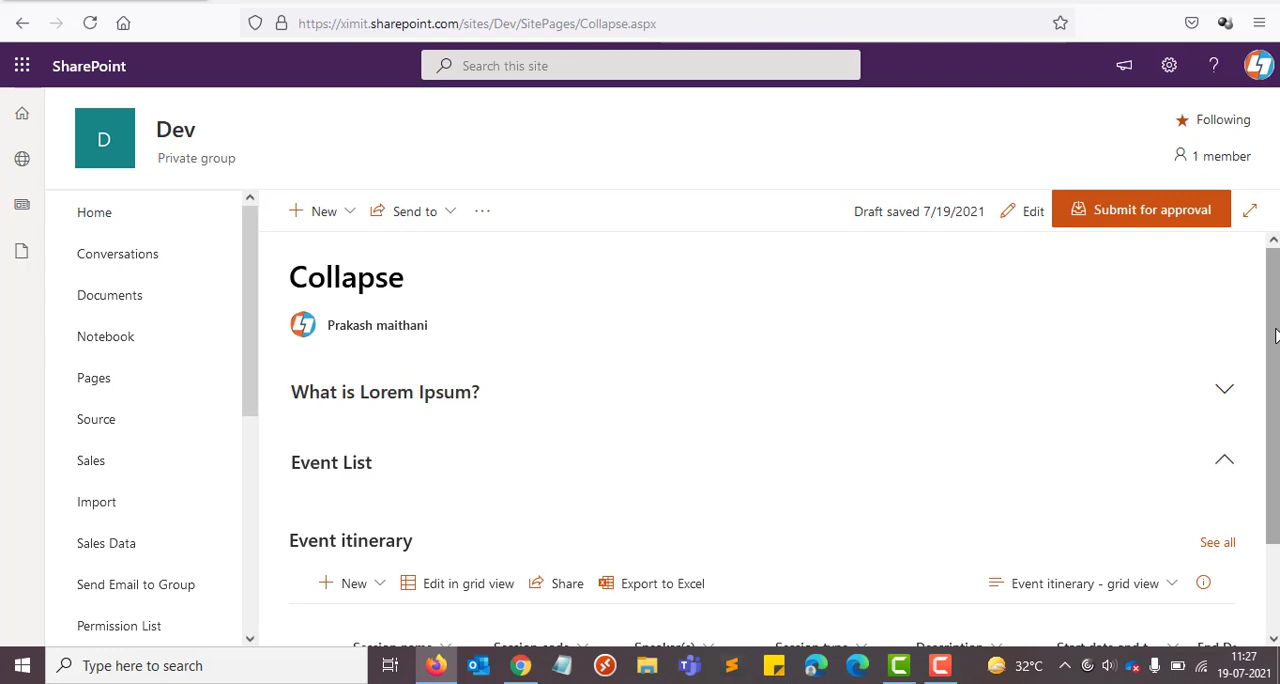 https://ximit.sharepoint.com/sites/Dev/SitePages/Collapse.aspx
SharePoint
Search this site
D
Dev
Private group
Following
1 member
Home
Conversations
Documents
Notebook
Pages
Source
Sales
Import
Sales Data
Send Email to Group
Permission List
New
Send to
Draft saved 7/19/2021
Edit
Submit for approval
Collapse
Prakash maithani
What is Lorem Ipsum?
Event List
Event itinerary
See all
New
Edit in grid view
Share
Export to Excel
Event itinerary - grid view
Type here to search
32°C
11:27
19-07-2021